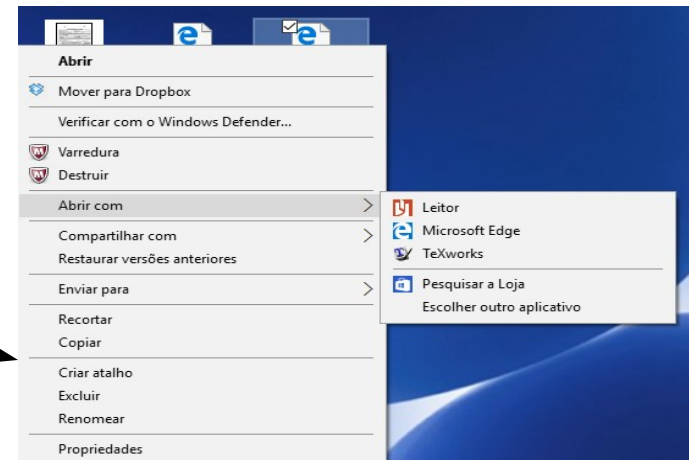 Abrir
Mover para Dropbox
Verificar com o Windows Defender...
Varredura
Destruir
Abrir com
Compartilhar com
Restaurar versões anteriores
Enviar para
Recortar
Copiar
Criar atalho
Excluir
Renomear
Propriedades
Leitor
Microsoft Edge
TeXworks
Pesquisar a Loja
Escolher outro aplicativo